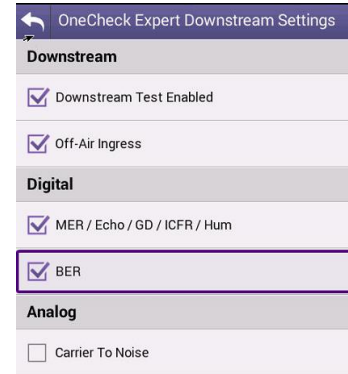 OneCheck Expert Downstream Settings
Downstream
Downstream Test Enabled
Off-Air Ingress
Digital
MER / Echo / GD / ICFR / Hum
BER
Analog
Carrier To Noise